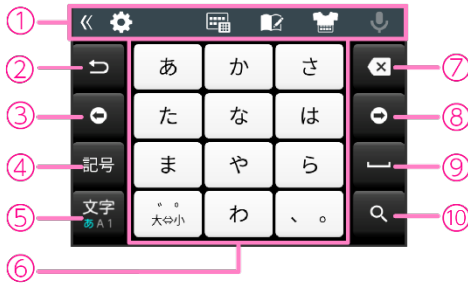 ① «
② あ か さ ⑦
③ た な は ⑧
④ 記号 ま や ら ⑨
⑤ 文字 あA1 ゛゜ 大⇔小 わ 、。 ⑩
⑥